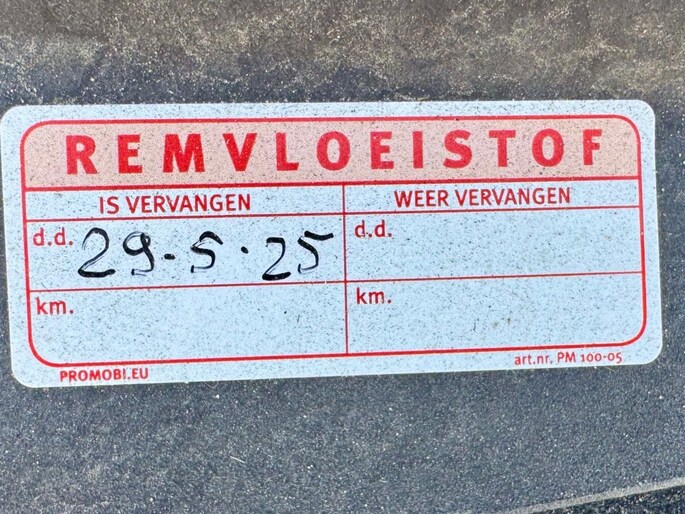 REMVLOEISTOF
IS VERVANGEN WEER VERVANGEN
d.d. 29-5-25 d.d.
km. km.
PROMOBI.EU art.nr. PM 100-05